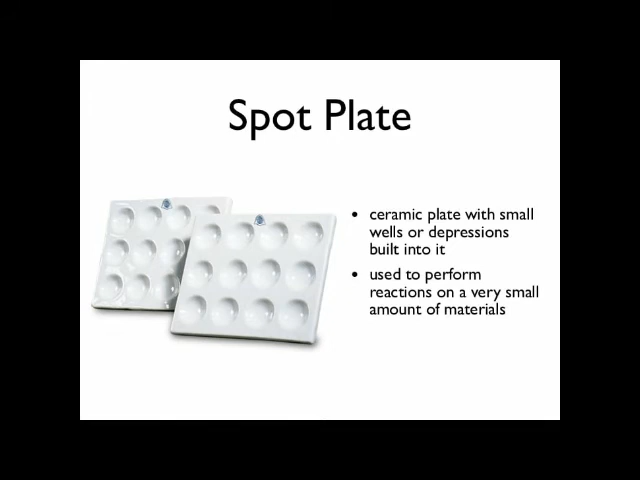 Spot Plate
• ceramic plate with small
wells or depressions
built into it
• used to perform
reactions on a very small
amount of materials